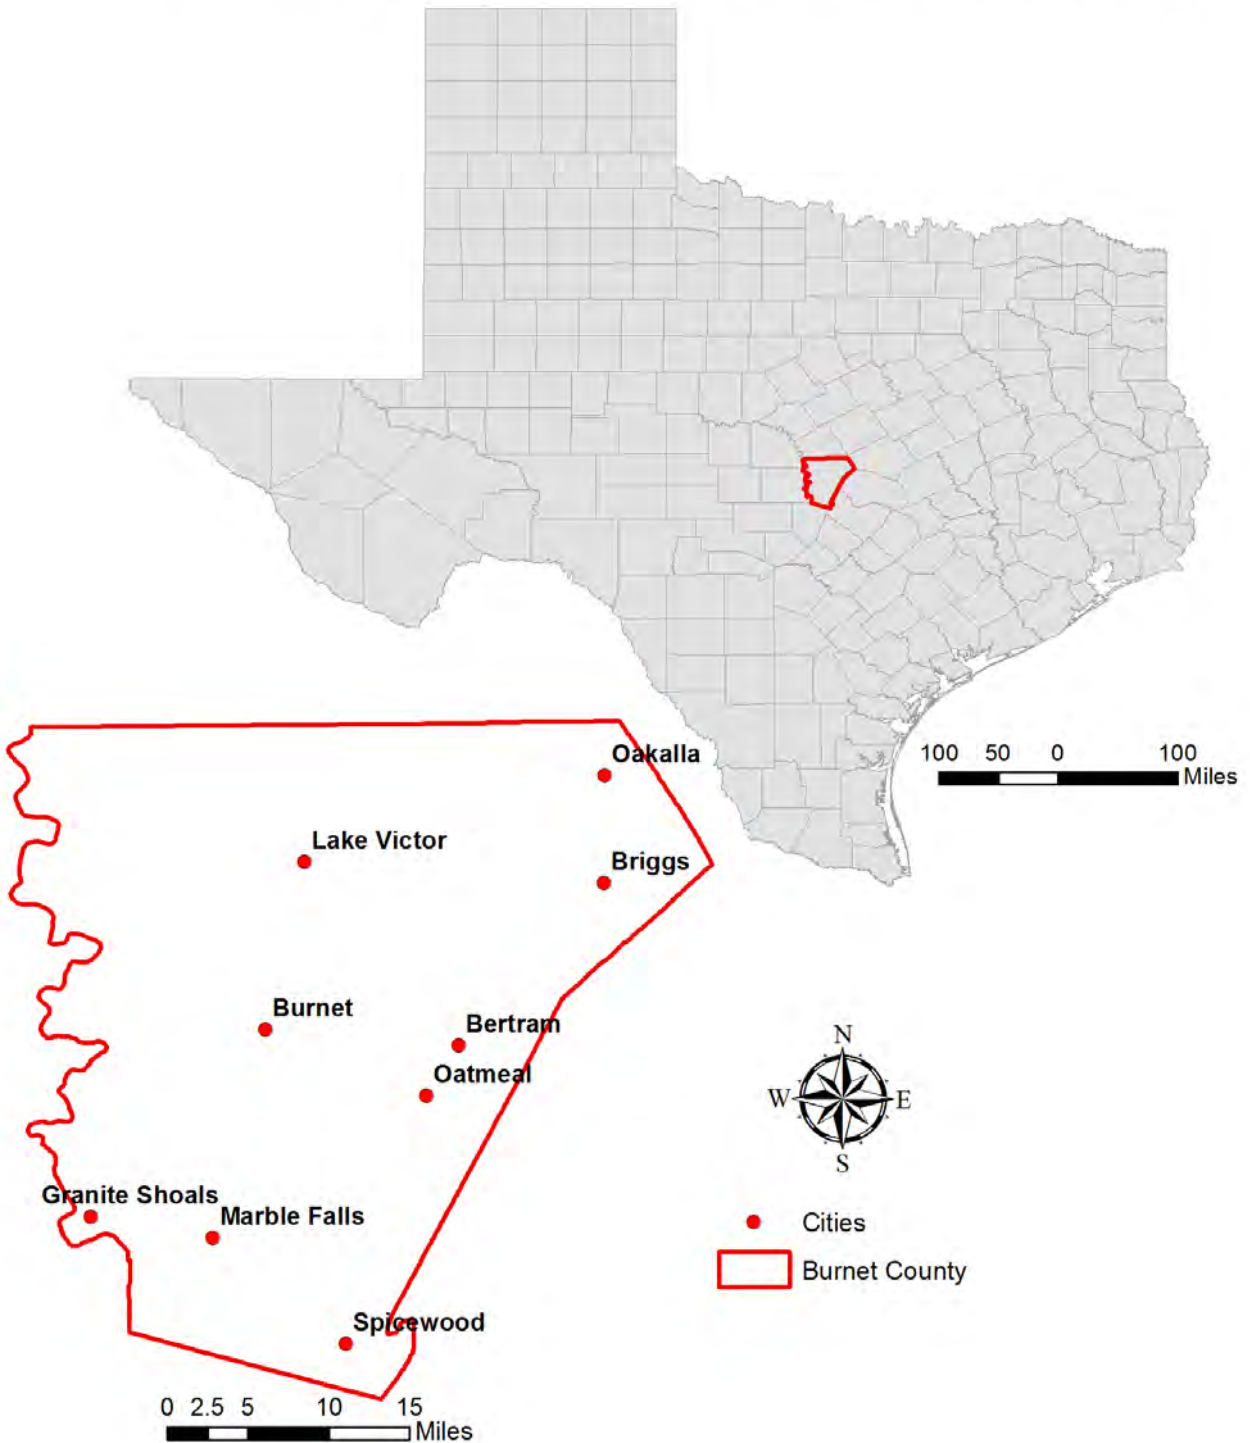 Oakalla
100 50 0 100
Miles
Lake Victor
Briggs
Burnet
Bertram
Oatmeal
N
W E
S
Granite Shoals
Marble Falls
Cities
Burnet County
Spicewood
0 2.5 5 10 15
Miles